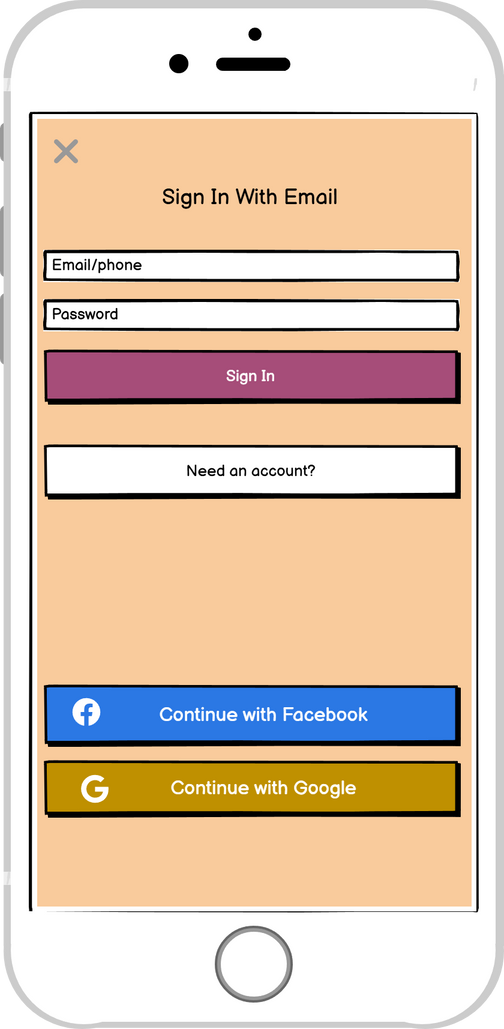 Sign In With Email
Email/phone
Password
Sign In
Need an account?
Continue with Facebook
Continue with Google